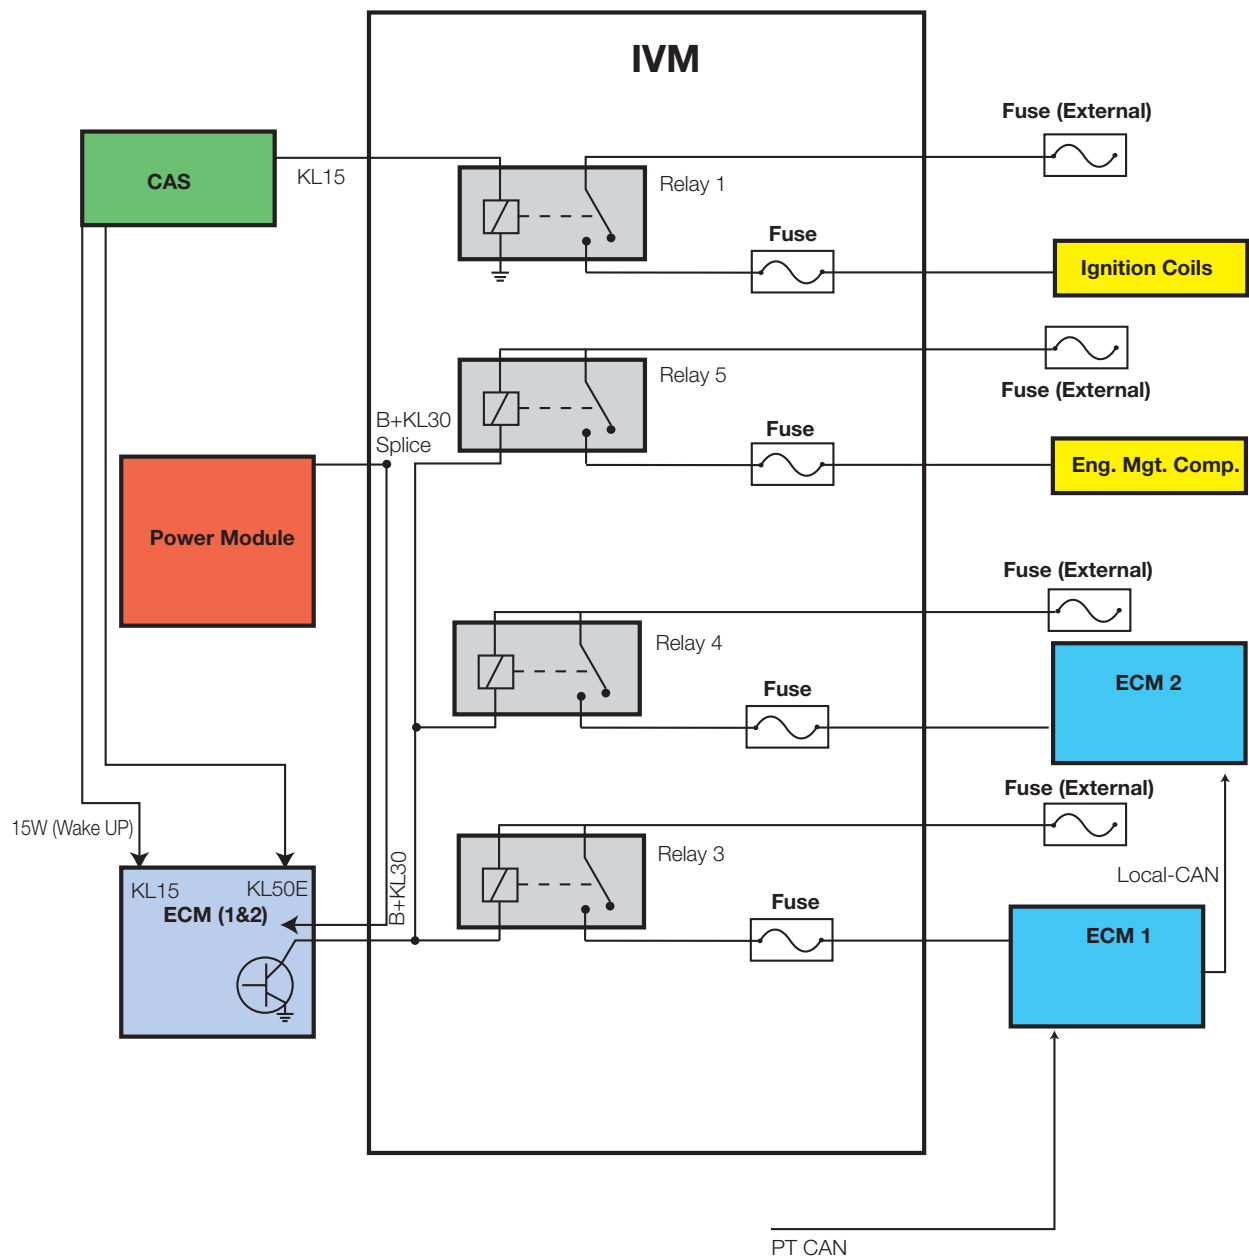 IVM
Fuse (External)
CAS
KL15
Relay 1
Fuse
Ignition Coils
Relay 5
Fuse (External)
B+KL30
Splice
Fuse
Eng. Mgt. Comp.
Power Module
Fuse (External)
Relay 4
ECM 2
Fuse
Fuse (External)
15W (Wake UP)
Relay 3
Local-CAN
KL15
KL50E
B+KL30
ECM (1&2)
Fuse
ECM 1
PT CAN